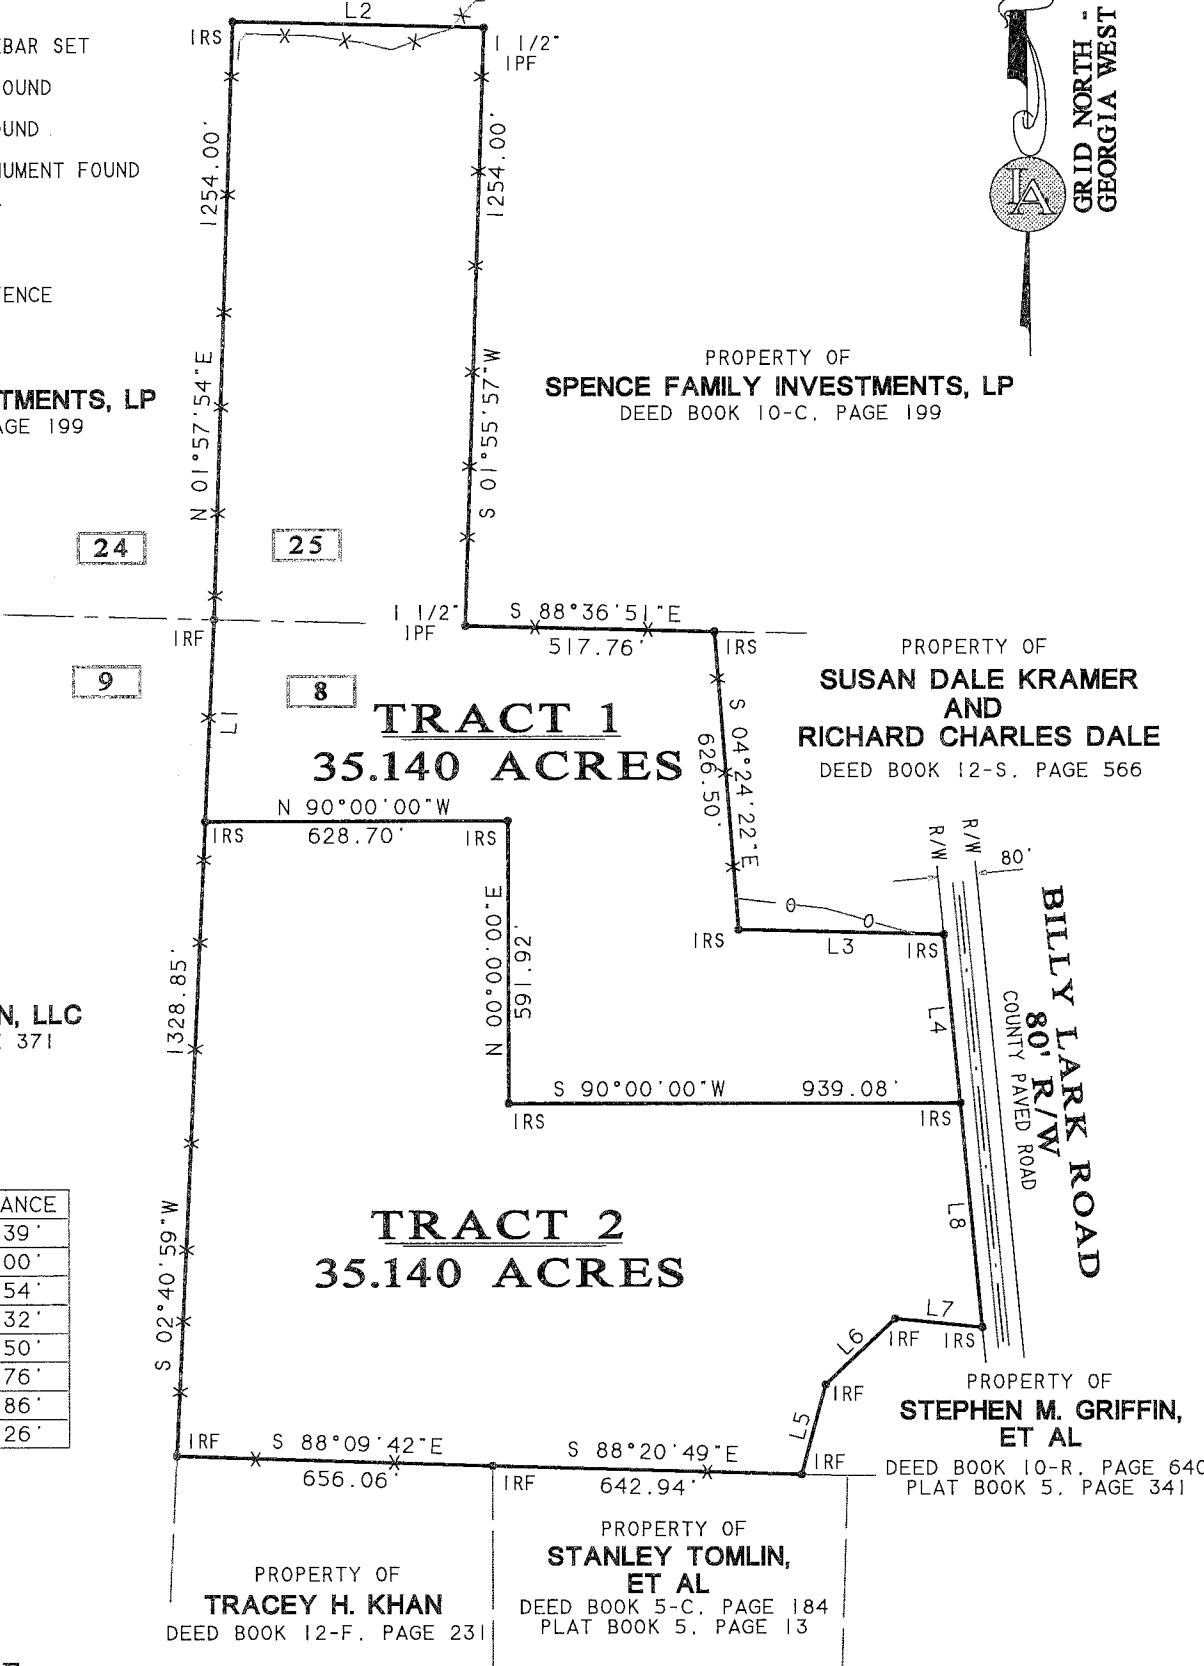 L2
IRS
1 1/2"
IPF
BAR SET
OUND
UND
UMENT FOUND
ENCE
1254.00'
1254.00'
GRID NORTH -
GEORGIA WEST
IA
N 01°57'54"E
S 01°55'57"W
TMENTS, LP
AGE 199
PROPERTY OF
SPENCE FAMILY INVESTMENTS, LP
DEED BOOK 10-C, PAGE 199
24
25
1 1/2"
IPF
S 88°36'51"E
517.76'
IRS
IRF
9
8
L1
TRACT 1
35.140 ACRES
S 04°24'22"E
626.50'
PROPERTY OF
SUSAN DALE KRAMER
AND
RICHARD CHARLES DALE
DEED BOOK 12-S, PAGE 566
N 90°00'00"W
628.70'
IRS
IRS
R/W
R/W
80'
N 00°00'00"E
591.92'
IRS
L3
IRS
L4
BILLY LARK ROAD
80' R/W
COUNTY PAVED ROAD
N, LLC
371
1328.85'
S 02°40'59"W
S 90°00'00"W
939.08'
IRS
IRS
L8
TRACT 2
35.140 ACRES
ANCE
39'
00'
54'
32'
50'
76'
86'
26'
L7
IRF
IRS
L6
IRF
L5
IRF
PROPERTY OF
STEPHEN M. GRIFFIN,
ET AL
DEED BOOK 10-R, PAGE 640
PLAT BOOK 5, PAGE 341
IRF
S 88°09'42"E
656.06'
IRF
S 88°20'49"E
642.94'
PROPERTY OF
TRACEY H. KHAN
DEED BOOK 12-F, PAGE 231
PROPERTY OF
STANLEY TOMLIN,
ET AL
DEED BOOK 5-C, PAGE 184
PLAT BOOK 5, PAGE 13